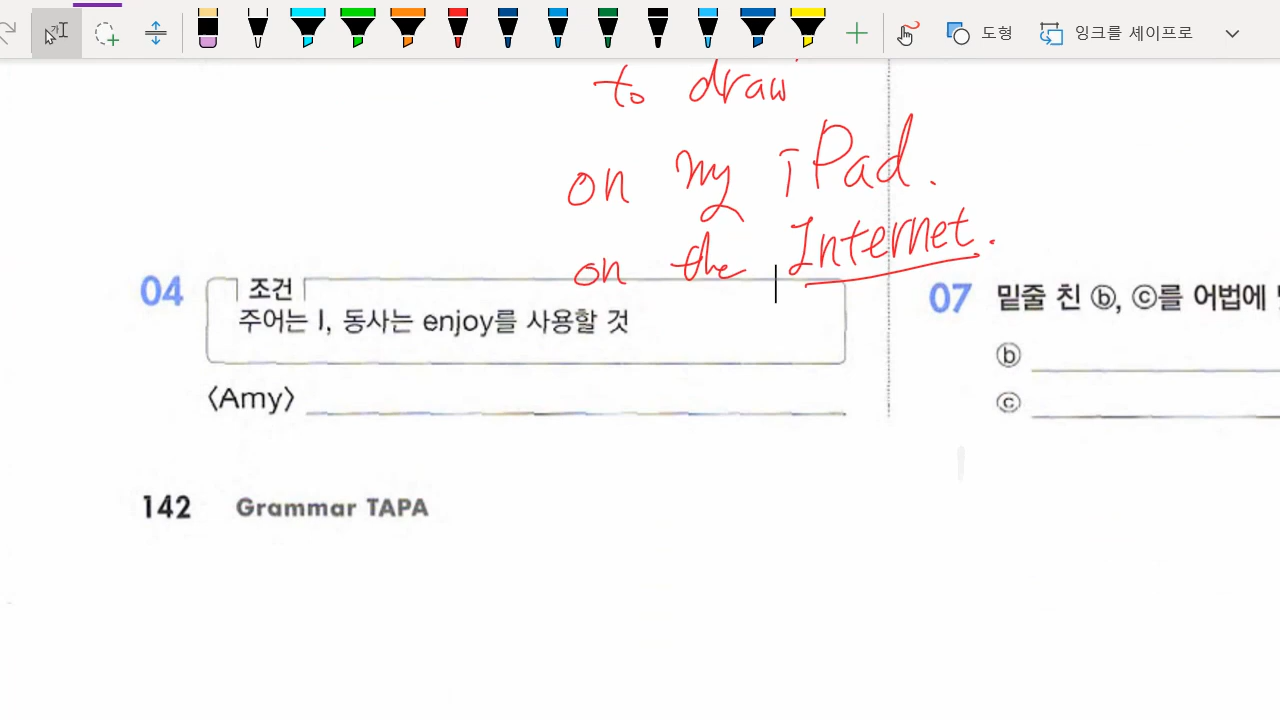 도형
잉크를 셰이프로
to draw
on my iPad.
on the Internet.
04
조건
주어는 I, 동사는 enjoy를 사용할 것
〈Amy〉
142 Grammar TAPA
07 밑줄 친 ⓑ, ⓒ를 어법에
ⓑ
ⓒ